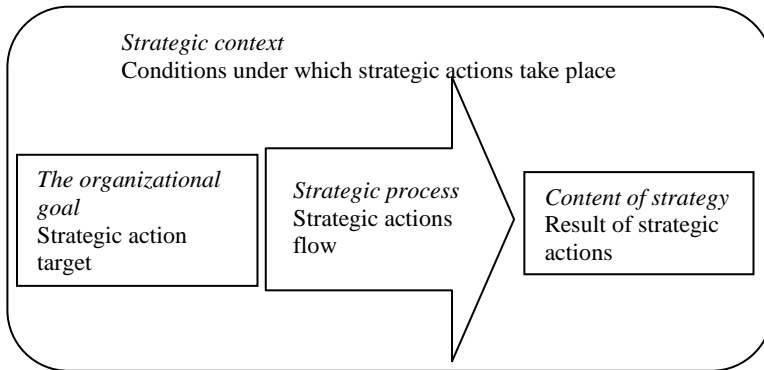 Strategic context
Conditions under which strategic actions take place
The organizational
goal
Strategic action
target
Strategic process
Strategic actions
flow
Content of strategy
Result of strategic
actions